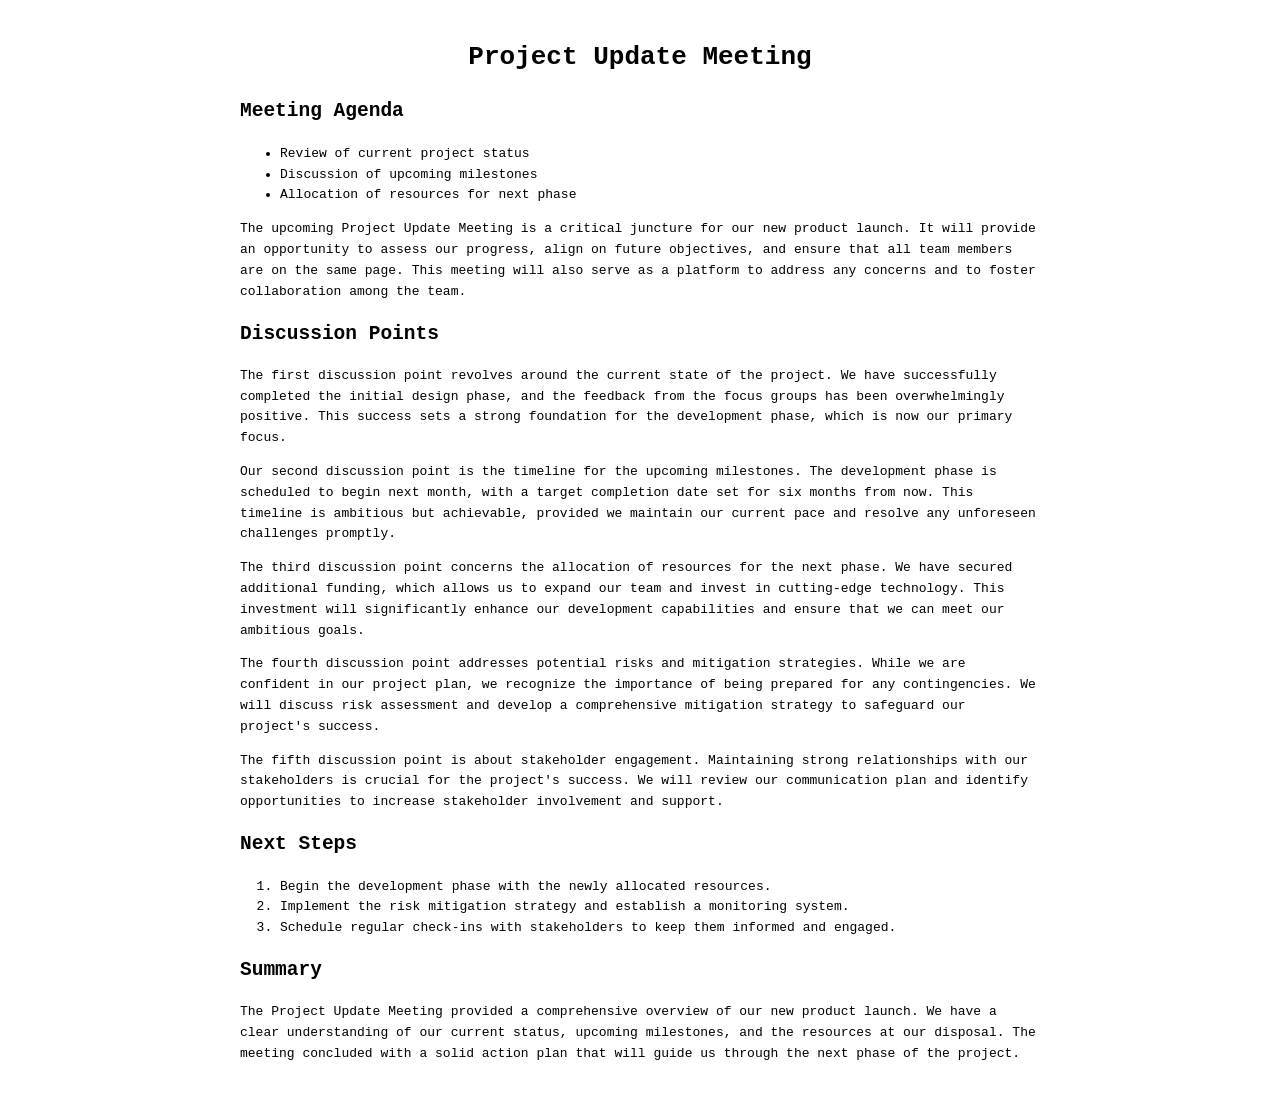 Project Update Meeting
Meeting Agenda
• Review of current project status
• Discussion of upcoming milestones
• Allocation of resources for next phase
The upcoming Project Update Meeting is a critical juncture for our new product launch. It will provide
an opportunity to assess our progress, align on future objectives, and ensure that all team members
are on the same page. This meeting will also serve as a platform to address any concerns and to foster
collaboration among the team.
Discussion Points
The first discussion point revolves around the current state of the project. We have successfully
completed the initial design phase, and the feedback from the focus groups has been overwhelmingly
positive. This success sets a strong foundation for the development phase, which is now our primary
focus.
Our second discussion point is the timeline for the upcoming milestones. The development phase is
scheduled to begin next month, with a target completion date set for six months from now. This
timeline is ambitious but achievable, provided we maintain our current pace and resolve any unforeseen
challenges promptly.
The third discussion point concerns the allocation of resources for the next phase. We have secured
additional funding, which allows us to expand our team and invest in cutting-edge technology. This
investment will significantly enhance our development capabilities and ensure that we can meet our
ambitious goals.
The fourth discussion point addresses potential risks and mitigation strategies. While we are
confident in our project plan, we recognize the importance of being prepared for any contingencies. We
will discuss risk assessment and develop a comprehensive mitigation strategy to safeguard our
project's success.
The fifth discussion point is about stakeholder engagement. Maintaining strong relationships with our
stakeholders is crucial for the project's success. We will review our communication plan and identify
opportunities to increase stakeholder involvement and support.
Next Steps
1. Begin the development phase with the newly allocated resources.
2. Implement the risk mitigation strategy and establish a monitoring system.
3. Schedule regular check-ins with stakeholders to keep them informed and engaged.
Summary
The Project Update Meeting provided a comprehensive overview of our new product launch. We have a
clear understanding of our current status, upcoming milestones, and the resources at our disposal. The
meeting concluded with a solid action plan that will guide us through the next phase of the project.